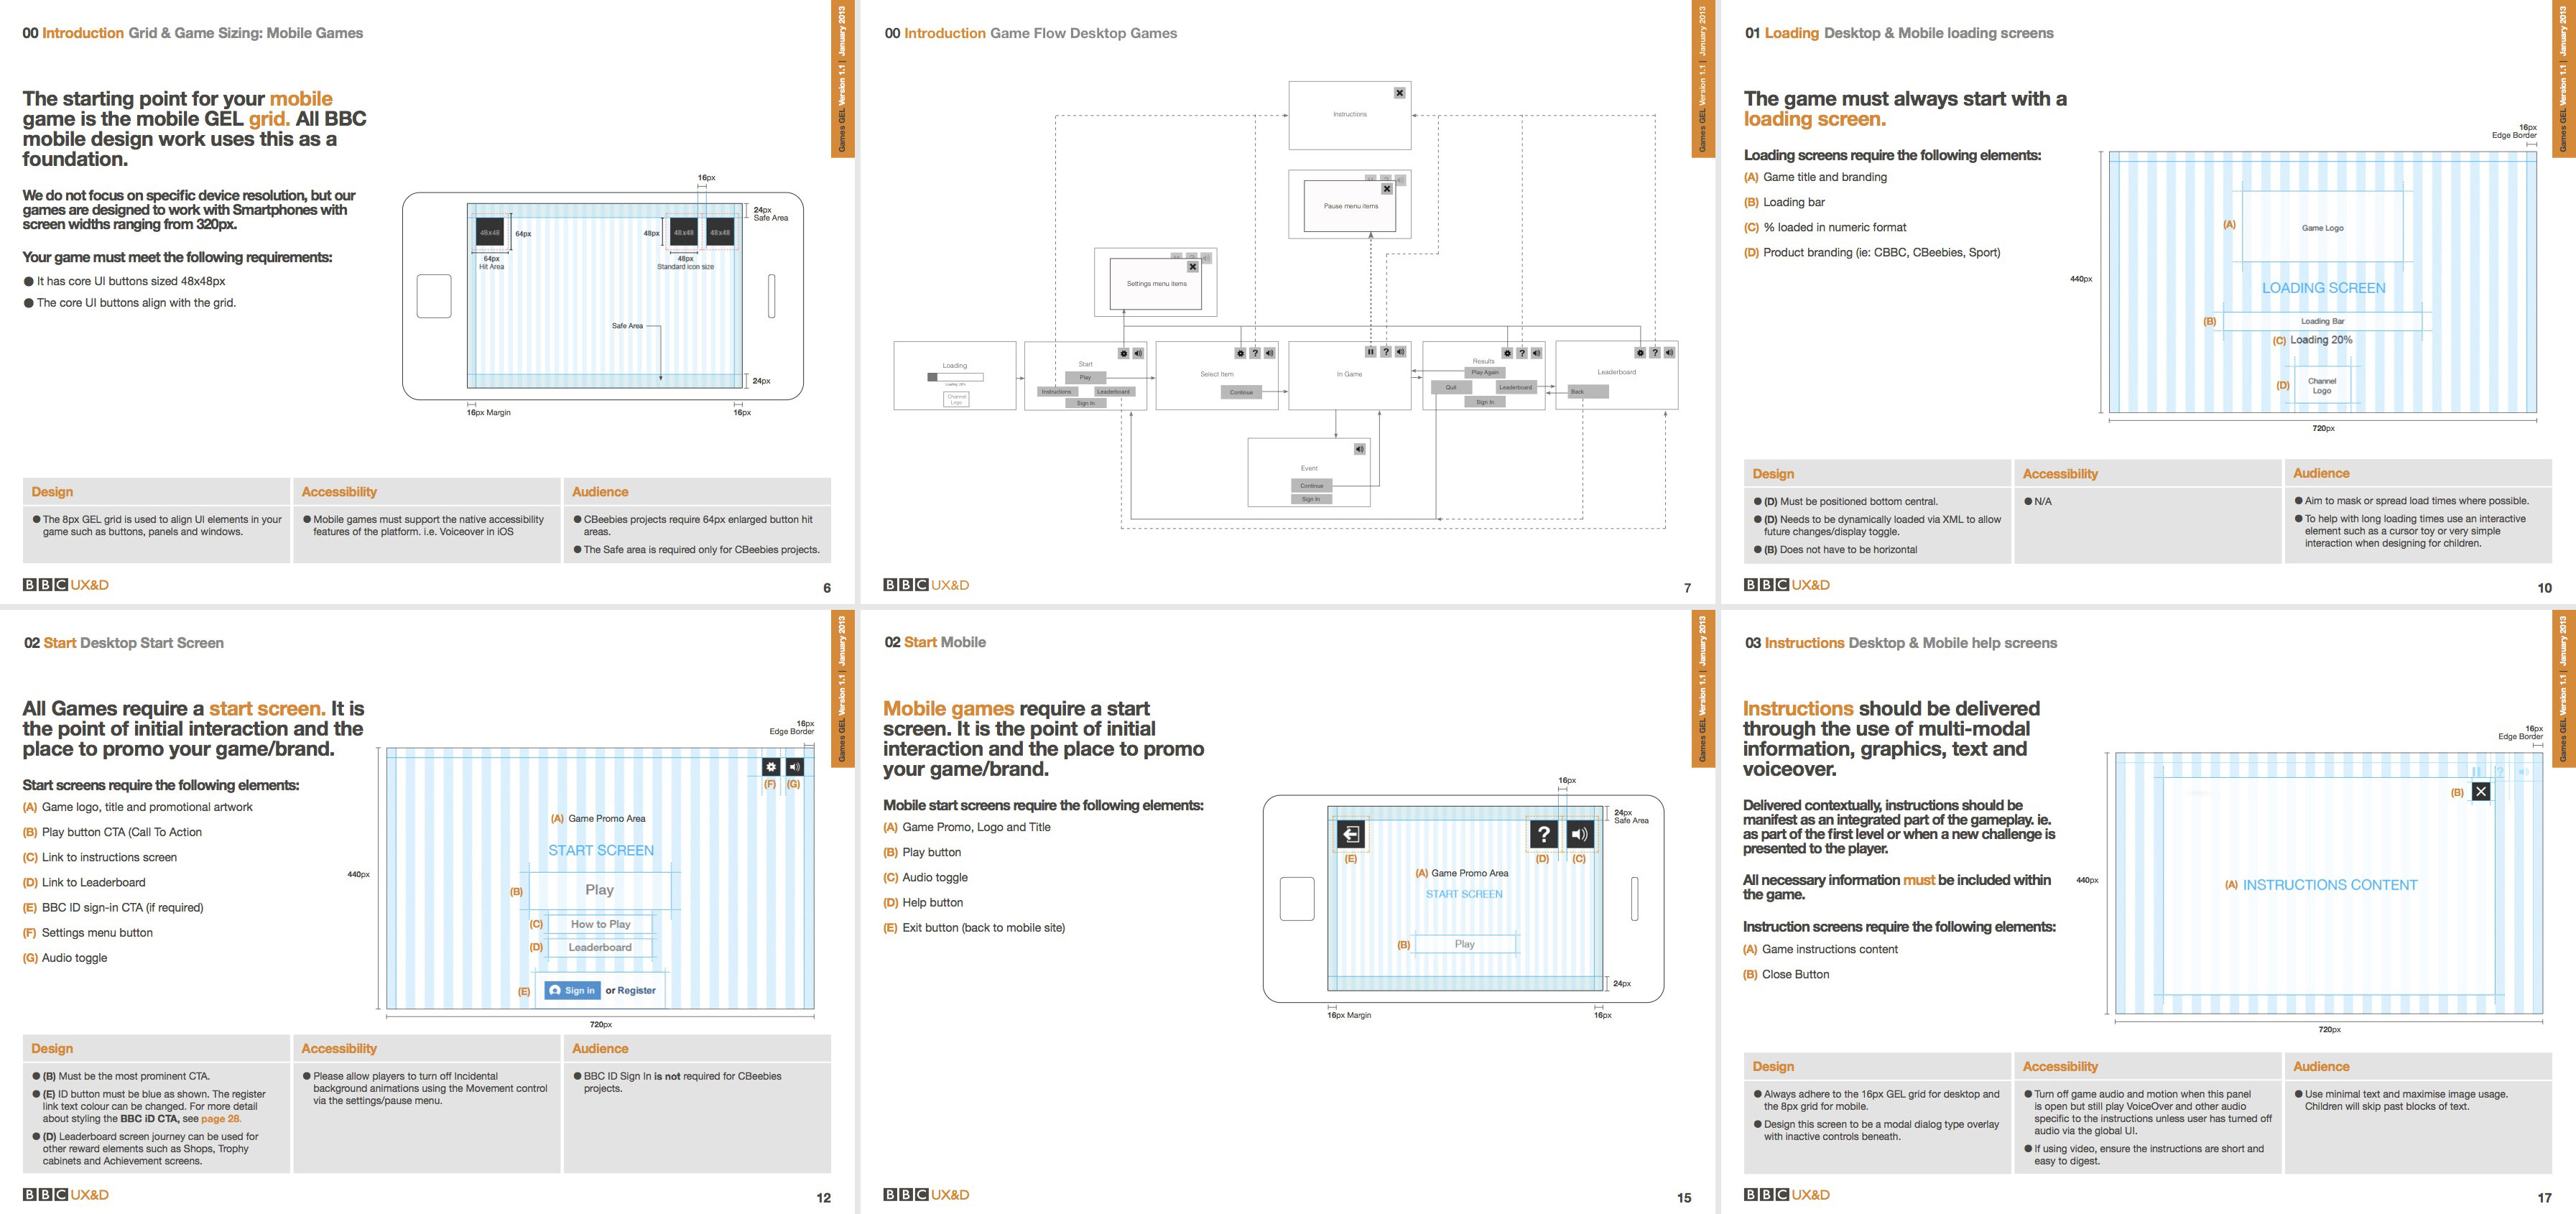 00 Introduction Grid & Game Sizing: Mobile Games
Games GEL Version 1.1 | January 2013
The starting point for your mobile
game is the mobile GEL grid. All BBC
mobile design work uses this as a
foundation.
We do not focus on specific device resolution, but our
games are designed to work with Smartphones with
screen widths ranging from 320px.
Your game must meet the following requirements:
● It has core UI buttons sized 48x48px
● The core UI buttons align with the grid.
16px
24px
Safe Area
48x48
64px
48px
48x48
48x48
64px
Hit Area
48px
Standard icon size
Safe Area
24px
16px Margin
16px
Design
● The 8px GEL grid is used to align UI elements in your
game such as buttons, panels and windows.
Accessibility
● Mobile games must support the native accessibility
features of the platform. i.e. Voiceover in iOS
Audience
● CBeebies projects require 64px enlarged button hit
areas.
● The Safe area is required only for CBeebies projects.
BBC UX&D
6
00 Introduction Game Flow Desktop Games
Games GEL Version 1.1 | January 2013
Instructions
Pause menu items
Settings menu items
Loading
Loading 20%
Channel
Logo
Start
Play
Instructions
Leaderboard
Sign In
Select Item
Continue
In Game
Results
Play Again
Quit
Leaderboard
Sign In
Leaderboard
Back
Event
Continue
Sign In
BBC UX&D
7
01 Loading Desktop & Mobile loading screens
Games GEL Version 1.1 | January 2013
The game must always start with a
loading screen.
Loading screens require the following elements:
(A) Game title and branding
(B) Loading bar
(C) % loaded in numeric format
(D) Product branding (ie: CBBC, CBeebies, Sport)
16px
Edge Border
(A)
Game Logo
440px
LOADING SCREEN
(B)
Loading Bar
(C) Loading 20%
(D)
Channel
Logo
720px
Design
● (D) Must be positioned bottom central.
● (D) Needs to be dynamically loaded via XML to allow
future changes/display toggle.
● (B) Does not have to be horizontal
Accessibility
● N/A
Audience
● Aim to mask or spread load times where possible.
● To help with long loading times use an interactive
element such as a cursor toy or very simple
interaction when designing for children.
BBC UX&D
10
02 Start Desktop Start Screen
Games GEL Version 1.1 | January 2013
All Games require a start screen. It is
the point of initial interaction and the
place to promo your game/brand.
Start screens require the following elements:
(A) Game logo, title and promotional artwork
(B) Play button CTA (Call To Action
(C) Link to instructions screen
(D) Link to Leaderboard
(E) BBC ID sign-in CTA (if required)
(F) Settings menu button
(G) Audio toggle
16px
Edge Border
(F) (G)
(A) Game Promo Area
START SCREEN
440px
(B)
Play
(C)
How to Play
(D)
Leaderboard
(E)
Sign in or Register
720px
Design
● (B) Must be the most prominent CTA.
● (E) ID button must be blue as shown. The register
link text colour can be changed. For more detail
about styling the BBC iD CTA, see page 28.
● (D) Leaderboard screen journey can be used for
other reward elements such as Shops, Trophy
cabinets and Achievement screens.
Accessibility
● Please allow players to turn off Incidental
background animations using the Movement control
via the settings/pause menu.
Audience
● BBC ID Sign In is not required for CBeebies
projects.
BBC UX&D
12
02 Start Mobile
Games GEL Version 1.1 | January 2013
Mobile games require a start
screen. It is the point of initial
interaction and the place to promo
your game/brand.
Mobile start screens require the following elements:
(A) Game Promo, Logo and Title
(B) Play button
(C) Audio toggle
(D) Help button
(E) Exit button (back to mobile site)
16px
24px
Safe Area
?
(E)
(D)
(C)
(A) Game Promo Area
START SCREEN
(B)
Play
24px
16px Margin
16px
BBC UX&D
15
03 Instructions Desktop & Mobile help screens
Games GEL Version 1.1 | January 2013
Instructions should be delivered
through the use of multi-modal
information, graphics, text and
voiceover.
Delivered contextually, instructions should be
manifest as an integrated part of the gameplay. ie.
as part of the first level or when a new challenge is
presented to the player.
All necessary information must be included within
the game.
Instruction screens require the following elements:
(A) Game instructions content
(B) Close Button
16px
Edge Border
(B)
440px
(A) INSTRUCTIONS CONTENT
720px
Design
● Always adhere to the 16px GEL grid for desktop and
the 8px grid for mobile.
● Design this screen to be a modal dialog type overlay
with inactive controls beneath.
Accessibility
● Turn off game audio and motion when this panel
is open but still play VoiceOver and other audio
specific to the instructions unless user has turned off
audio via the global UI.
● If using video, ensure the instructions are short and
easy to digest.
Audience
● Use minimal text and maximise image usage.
Children will skip past blocks of text.
BBC UX&D
17